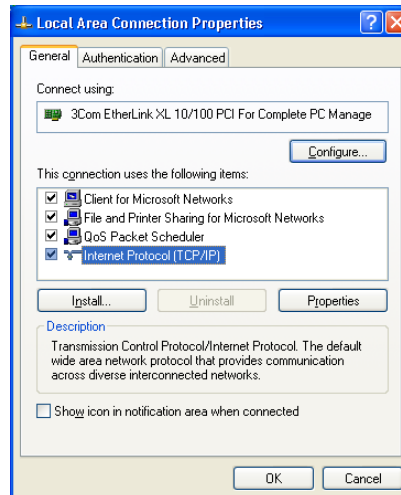 Local Area Connection Properties
General Authentication Advanced
Connect using:
3Com EtherLink XL 10/100 PCI For Complete PC Manage
Configure...
This connection uses the following items:
Client for Microsoft Networks
File and Printer Sharing for Microsoft Networks
QoS Packet Scheduler
Internet Protocol (TCP/IP)
Install... Uninstall Properties
Description
Transmission Control Protocol/Internet Protocol. The default
wide area network protocol that provides communication
across diverse interconnected networks.
Show icon in notification area when connected
OK Cancel